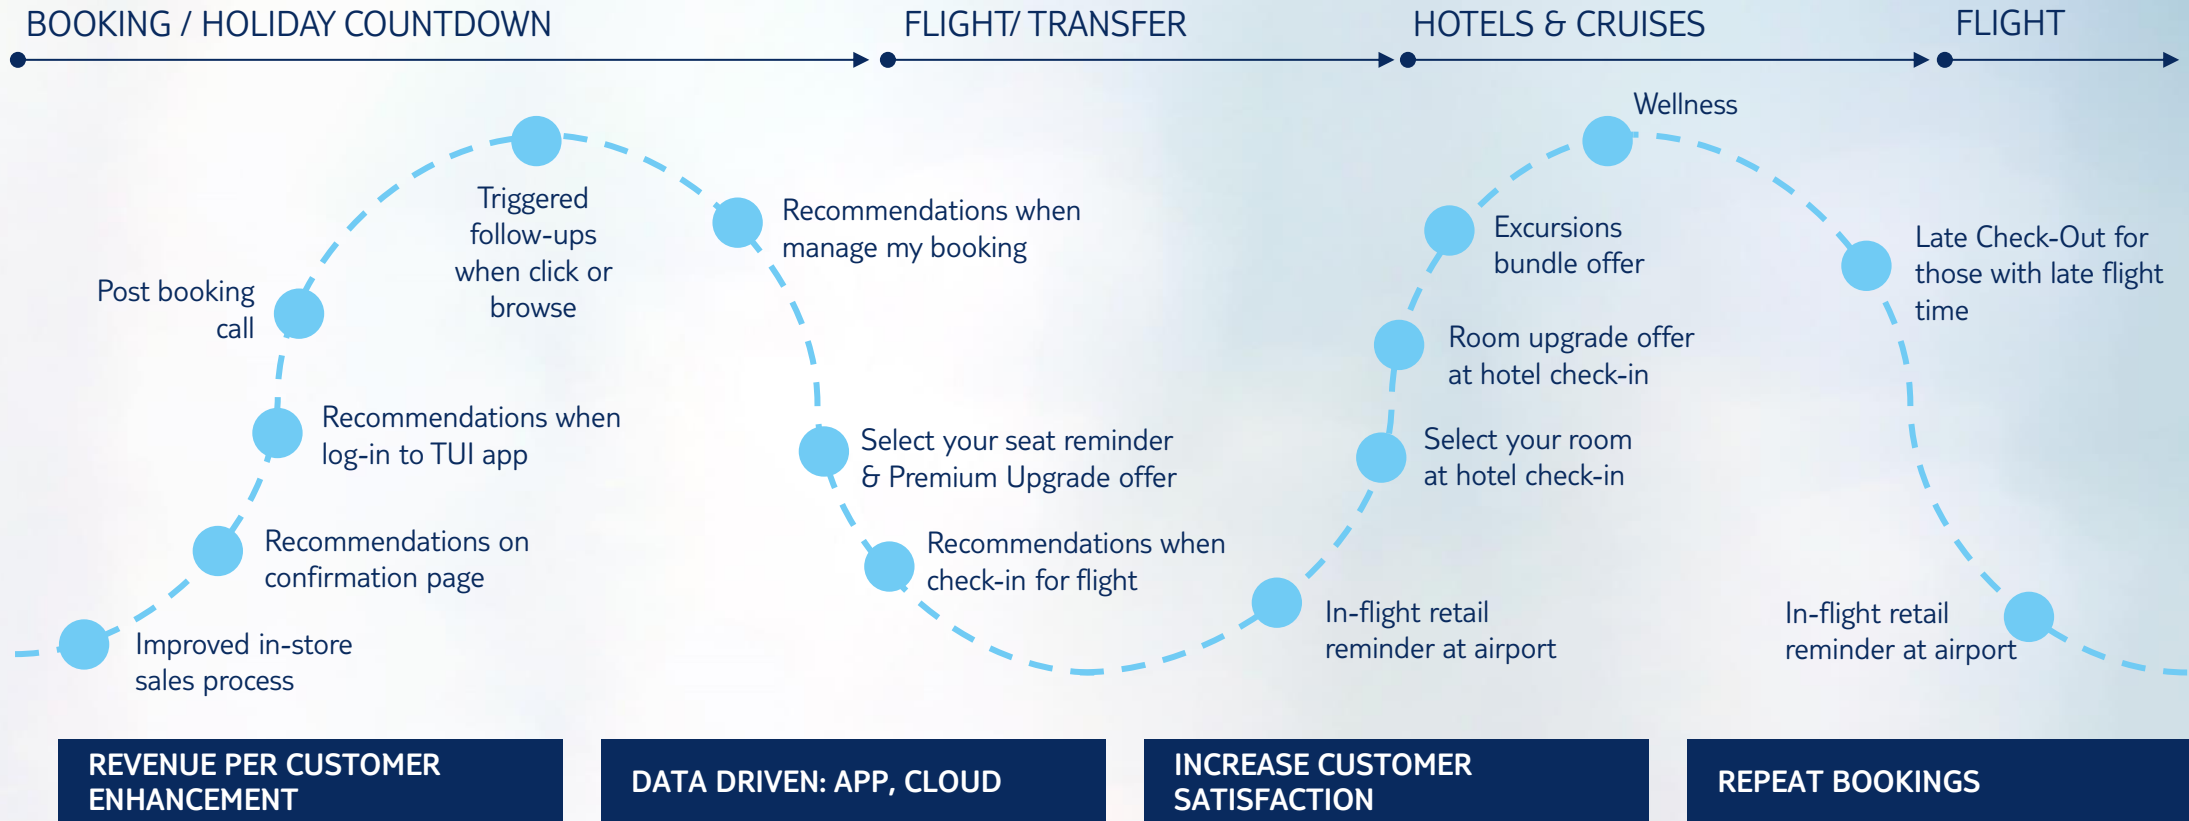 BOOKING / HOLIDAY COUNTDOWN
FLIGHT/ TRANSFER
HOTELS & CRUISES
FLIGHT
Improved in-store
sales process
Recommendations on
confirmation page
Recommendations when
log-in to TUI app
Post booking
call
Triggered
follow-ups
when click or
browse
Recommendations when
manage my booking
Select your seat reminder
& Premium Upgrade offer
Recommendations when
check-in for flight
In-flight retail
reminder at airport
Select your room
at hotel check-in
Room upgrade offer
at hotel check-in
Excursions
bundle offer
Wellness
Late Check-Out for
those with late flight
time
In-flight retail
reminder at airport
REVENUE PER CUSTOMER
ENHANCEMENT
DATA DRIVEN: APP, CLOUD
INCREASE CUSTOMER
SATISFACTION
REPEAT BOOKINGS